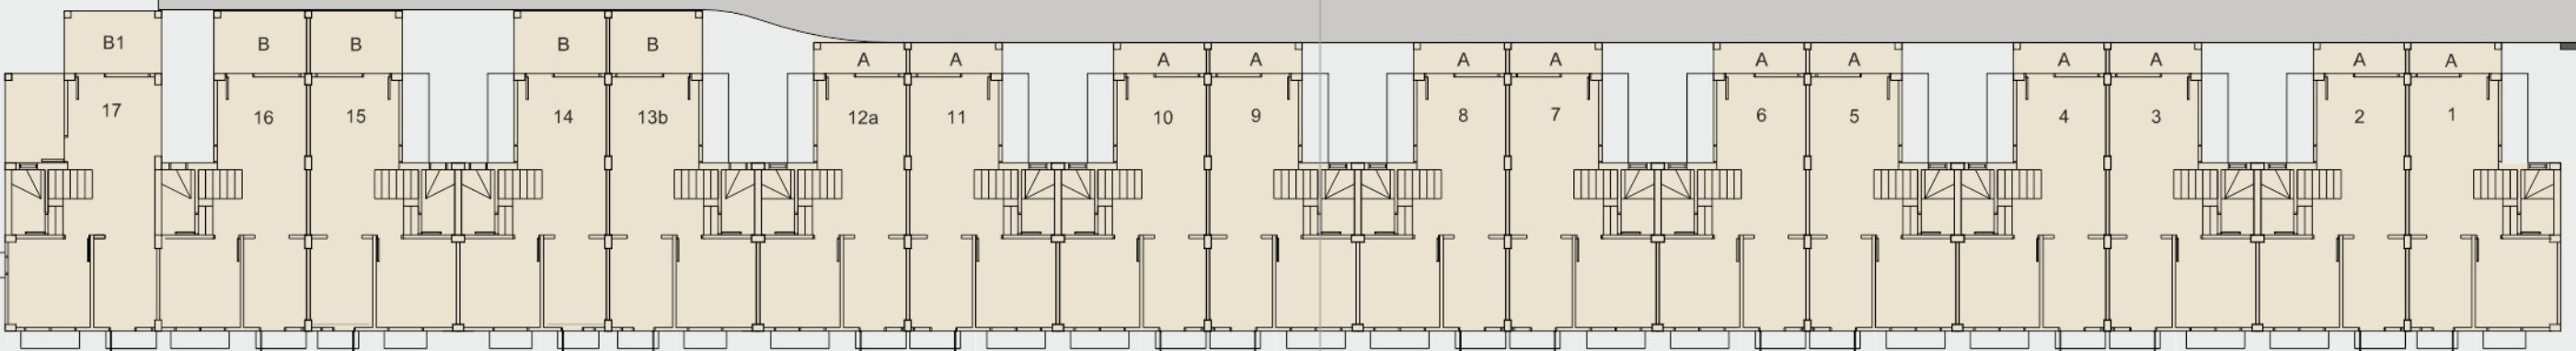 B1 B B B B
A A A A A A A A A A A A
17 16 15 14 13b 12a 11 10 9 8 7 6 5 4 3 2 1